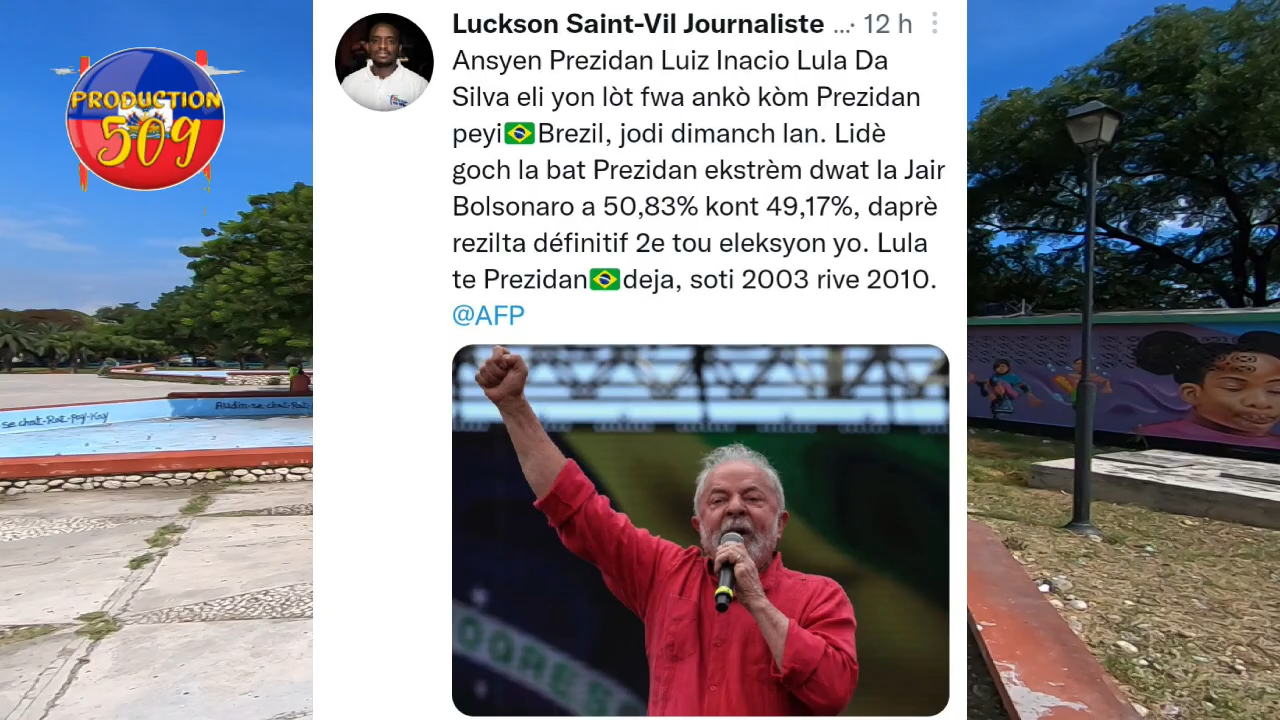 PRODUCTION
509
Luckson Saint-Vil Journaliste ...· 12 h
Ansyen Prezidan Luiz Inacio Lula Da
Silva eli yon lòt fwa ankò kòm Prezidan
peyi🇧🇷Brezil, jodi dimanch lan. Lidè
goch la bat Prezidan ekstrèm dwat la Jair
Bolsonaro a 50,83% kont 49,17%, daprè
rezilta définitif 2e tou eleksyon yo. Lula
te Prezidan🇧🇷deja, soti 2003 rive 2010.
@AFP